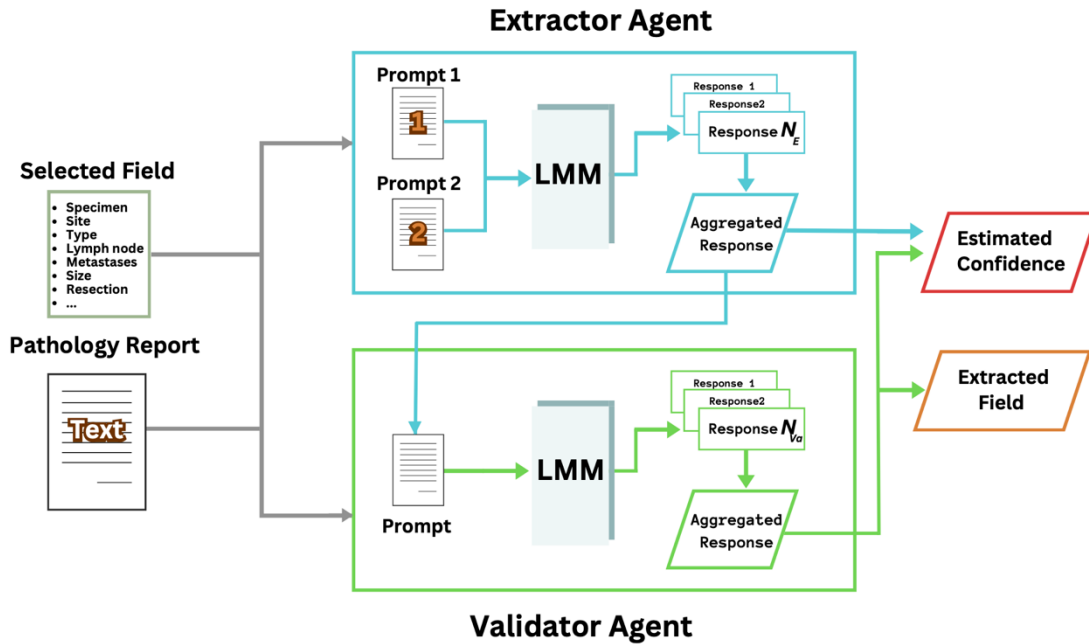 Extractor Agent
Prompt 1
1
Prompt 2
2
LMM
Response 1
Response2
Response N_E
Aggregated
Response
Selected Field
• Specimen
• Site
• Type
• Lymph node
• Metastases
• Size
• Resection
• ...
Pathology Report
Text
Estimated
Confidence
Extracted
Field
Prompt
LMM
Response 1
Response2
Response N_Va
Aggregated
Response
Validator Agent